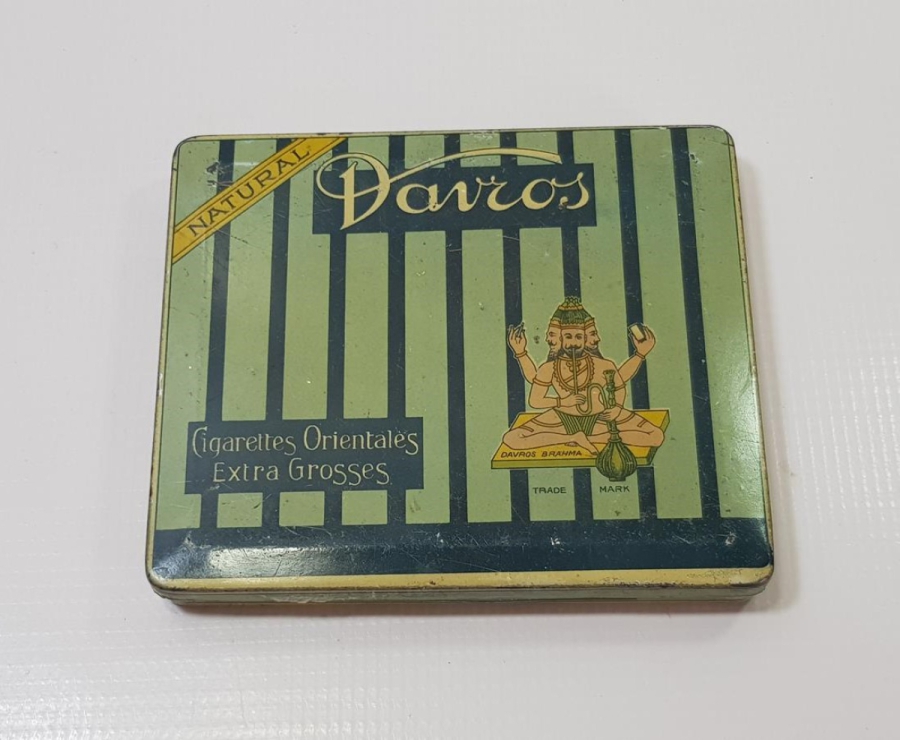 NATURAL
Davros
Cigarettes Orientales
Extra Grosses
DAVROS BRAHMA
TRADE MARK